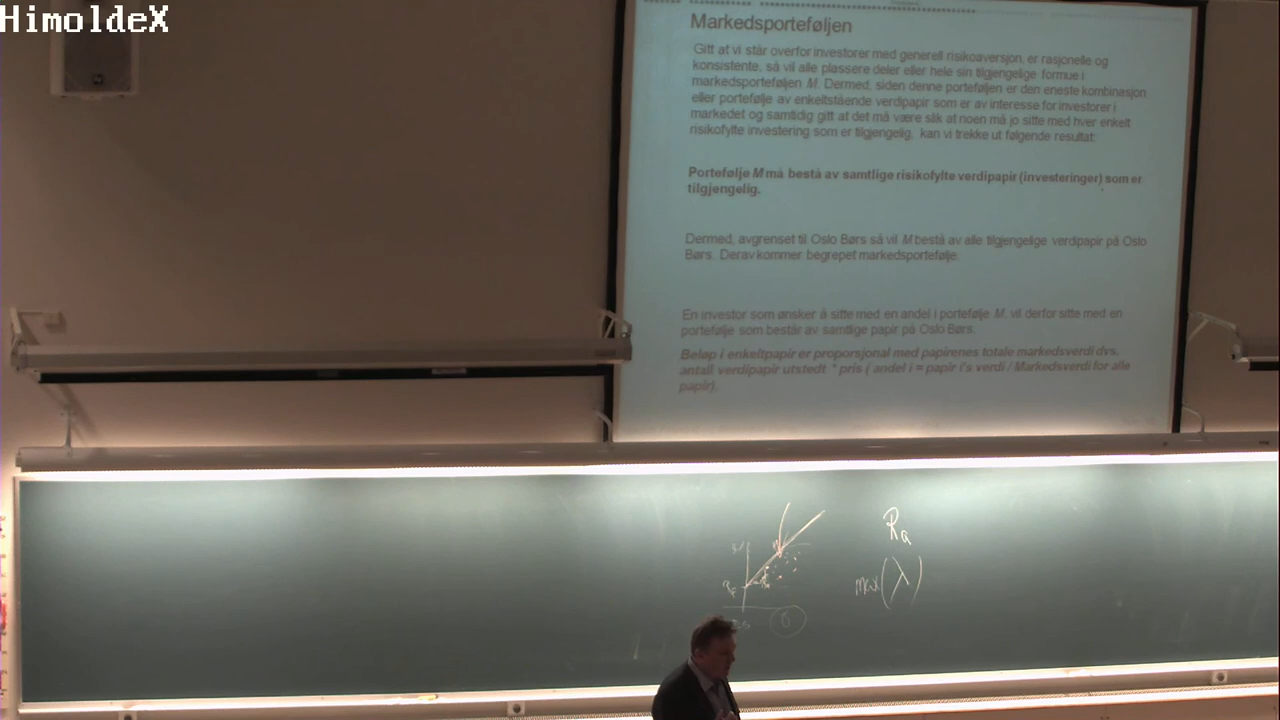 HimoldeX
Markedsporteføljen
Gitt at vi står overfor investorer med generell risikoaversjon, er rasjonelle og
konsistente, så vil alle plassere deler eller hele sin tilgjengelige formue i
markedsporteføljen M. Dermed, siden denne porteføljen er den eneste kombinasjon
eller portefølje av enkeltstående verdipapir som er av interesse for investorer i
markedet og samtidig gitt at det må være slik at noen må jo sitte med hver enkelt
risikofylte investering som er tilgjengelig, kan vi trekke ut følgende resultat:
Portefølje M må bestå av samtlige risikofylte verdipapir (investeringer) som er
tilgjengelig.
Dermed, avgrenset til Oslo Børs så vil M bestå av alle tilgjengelige verdipapir på Oslo
Børs. Derav kommer begrepet markedsportefølje.
En investor som ønsker å sitte med en andel i portefølje M, vil derfor sitte med en
portefølje som består av samtlige papir på Oslo Børs.
Beløp i enkeltpapir er proporsjonal med papirenes totale markedsverdi dvs.
antall verdipapir utstedt * pris ( andel i = papir i's verdi / Markedsverdi for alle
papir).
Ra
max(λ)